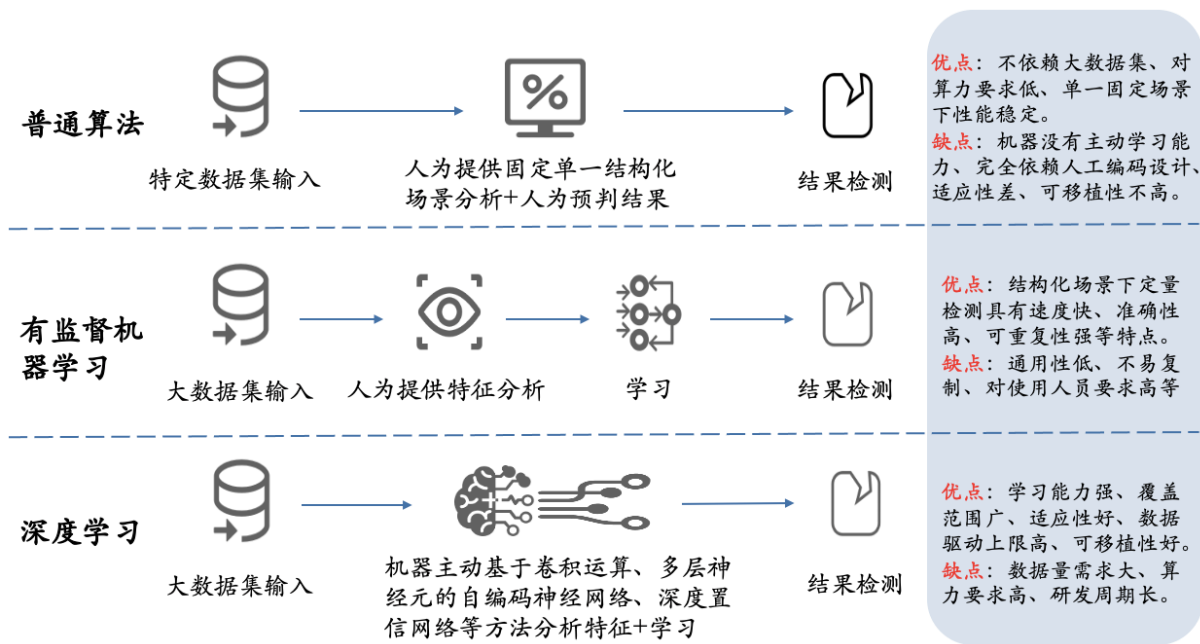 普通算法
特定数据集输入
%
人为提供固定单一结构化
场景分析+人为预判结果
结果检测
优点：不依赖大数据集、对
算力要求低、单一固定场景
下性能稳定。
缺点：机器没有主动学习能
力、完全依赖人工编码设计、
适应性差、可移植性不高。
有监督机
器学习
大数据集输入
人为提供特征分析
学习
结果检测
优点：结构化场景下定量
检测具有速度快、准确性
高、可重复性强等特点。
缺点：通用性低、不易复
制、对使用人员要求高等
深度学习
大数据集输入
机器主动基于卷积运算、多层神
经元的自编码神经网络、深度置
信网络等方法分析特征+学习
结果检测
优点：学习能力强、覆盖
范围广、适应性好、数据
驱动上限高、可移植性好。
缺点：数据量需求大、算
力要求高、研发周期长。